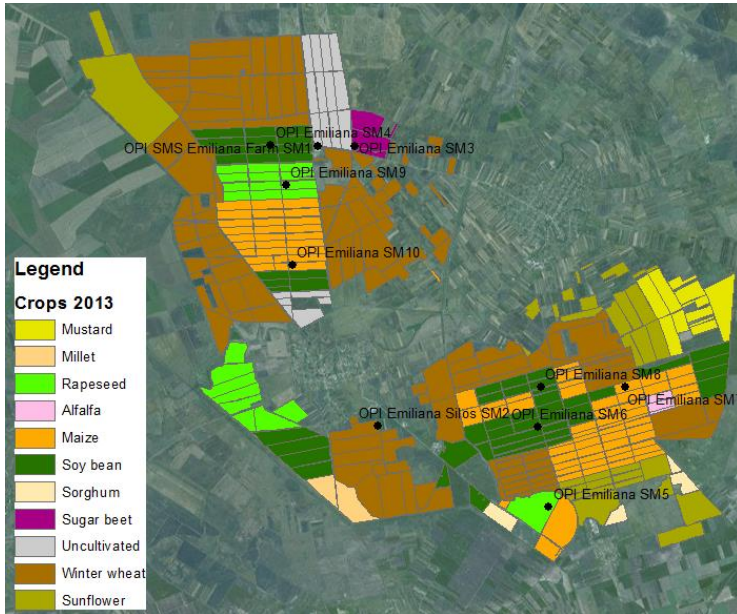 OPI Emiliana SM4
OPI SMS Emiliana Farm SM1
OPI Emiliana SM3
OPI Emiliana SM9
OPI Emiliana SM10
Legend
Crops 2013
Mustard
Millet
Rapeseed
Alfalfa
Maize
Soy bean
Sorghum
Sugar beet
Uncultivated
Winter wheat
Sunflower
OPI Emiliana SM8
OPI Emiliana SM7
OPI Emiliana Silos SM2
OPI Emiliana SM6
OPI Emiliana SM5